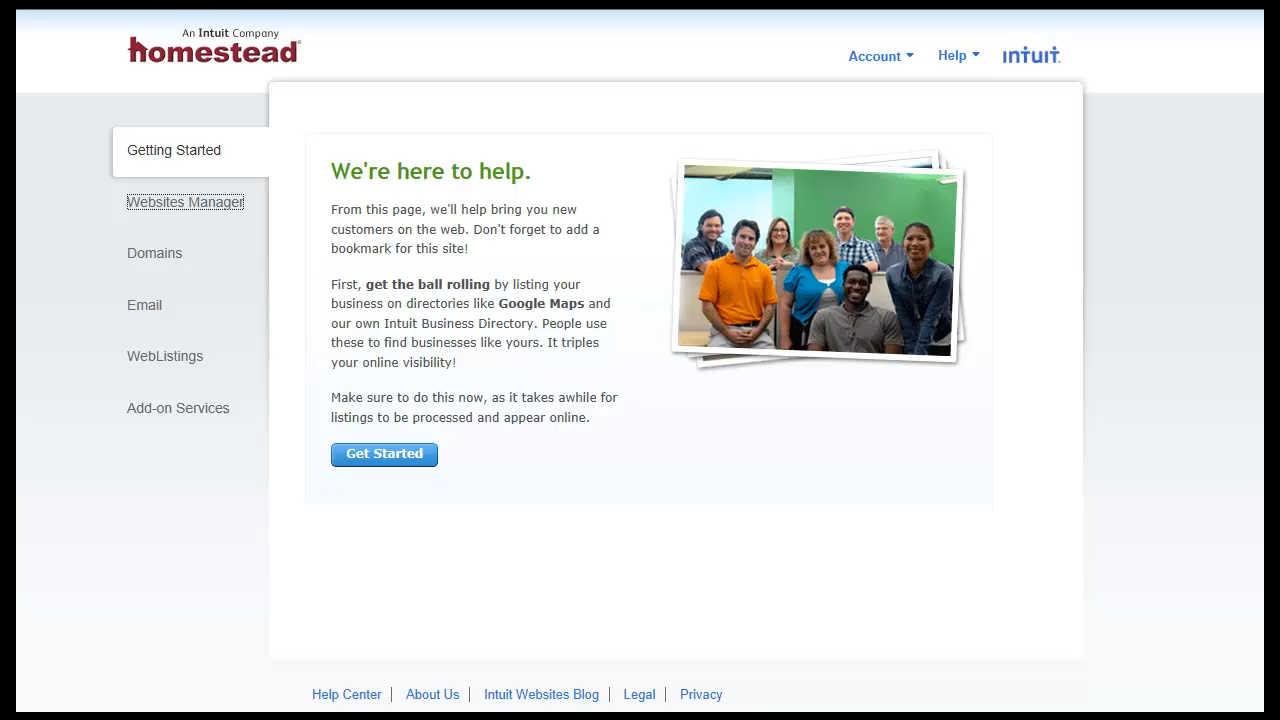 An Intuit Company
homestead
Account
Help
intuit.
Getting Started
Websites Manager
Domains
Email
WebListings
Add-on Services
We're here to help.
From this page, we'll help bring you new
customers on the web. Don't forget to add a
bookmark for this site!
First, get the ball rolling by listing your
business on directories like Google Maps and
our own Intuit Business Directory. People use
these to find businesses like yours. It triples
your online visibility!
Make sure to do this now, as it takes awhile for
listings to be processed and appear online.
Get Started
Help Center | About Us | Intuit Websites Blog | Legal | Privacy